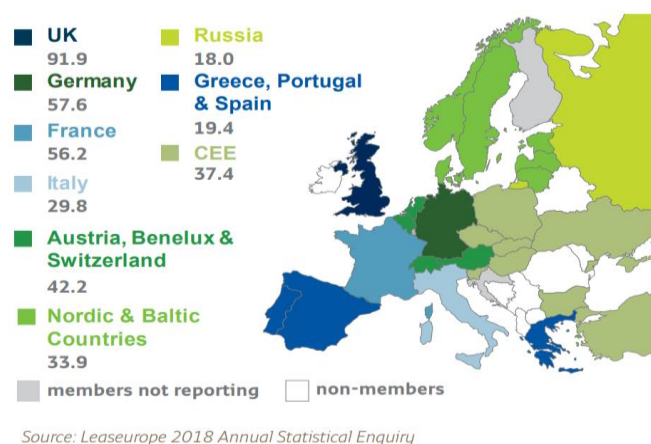 UK
91.9
Germany
57.6
France
56.2
Italy
29.8
Austria, Benelux &
Switzerland
42.2
Nordic & Baltic
Countries
33.9
Russia
18.0
Greece, Portugal
& Spain
19.4
CEE
37.4
members not reporting
non-members
Source: Leaseurope 2018 Annual Statistical Enquiry